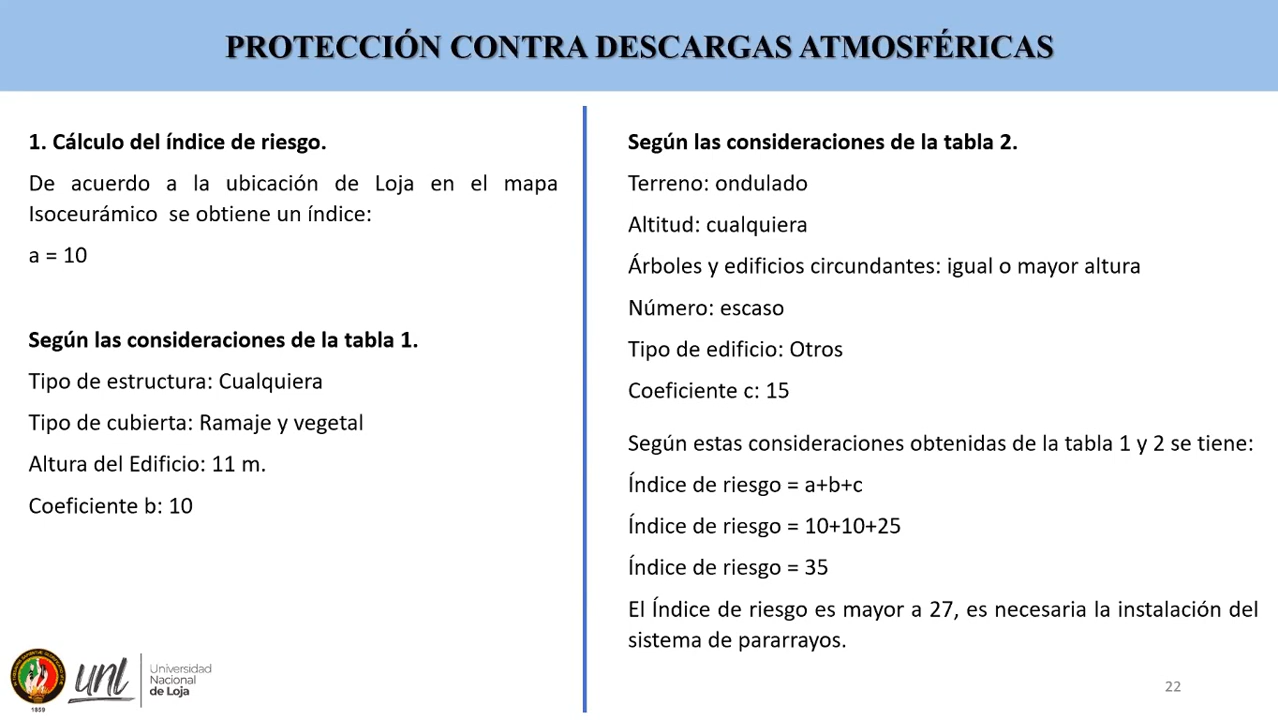 PROTECCIÓN CONTRA DESCARGAS ATMOSFÉRICAS
1. Cálculo del índice de riesgo.
De acuerdo a la ubicación de Loja en el mapa
Isoceurámico se obtiene un índice:
a = 10
Según las consideraciones de la tabla 1.
Tipo de estructura: Cualquiera
Tipo de cubierta: Ramaje y vegetal
Altura del Edificio: 11 m.
Coeficiente b: 10
Según las consideraciones de la tabla 2.
Terreno: ondulado
Altitud: cualquiera
Árboles y edificios circundantes: igual o mayor altura
Número: escaso
Tipo de edificio: Otros
Coeficiente c: 15
Según estas consideraciones obtenidas de la tabla 1 y 2 se tiene:
Índice de riesgo = a+b+c
Índice de riesgo = 10+10+25
Índice de riesgo = 35
El Índice de riesgo es mayor a 27, es necesaria la instalación del
sistema de pararrayos.
1859
unl
Universidad
Nacional
de Loja
22